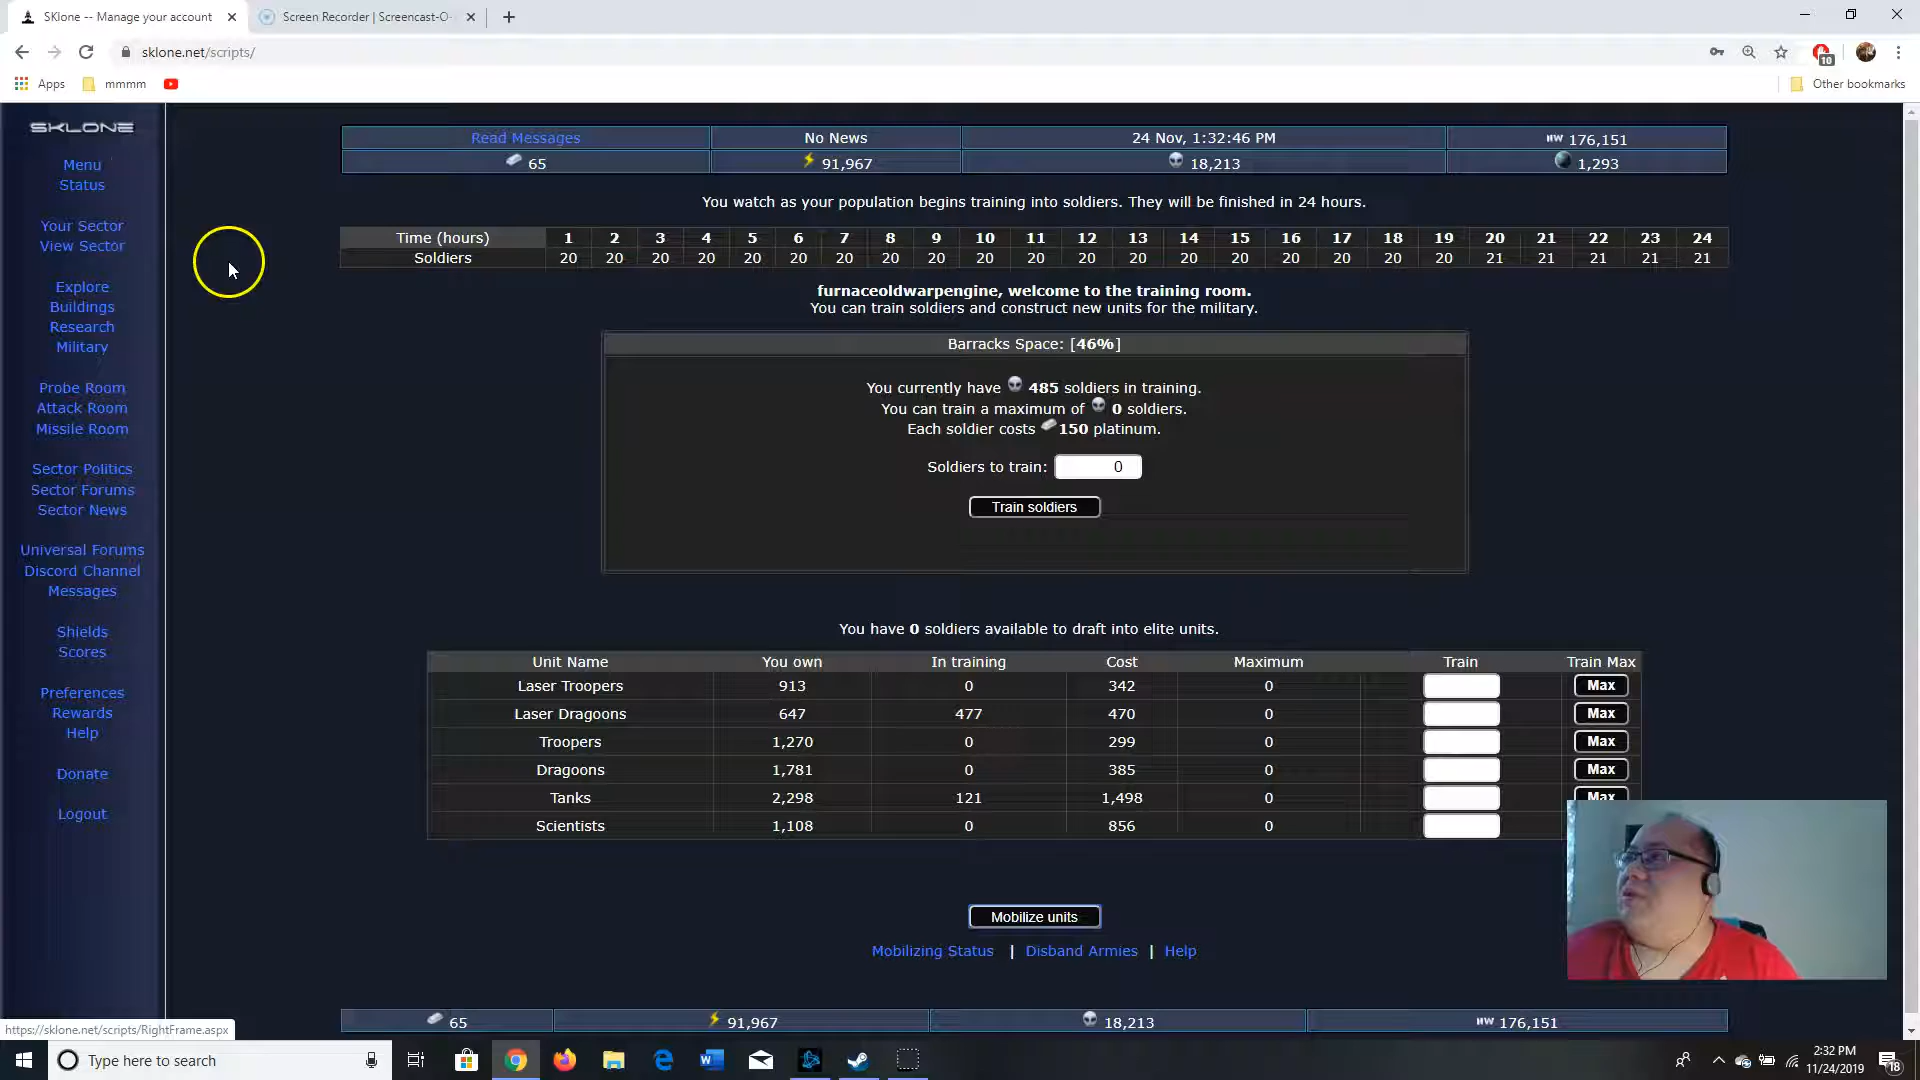 SKlone -- Manage your account
Screen Recorder | Screencast-O-
sklone.net/scripts/
10
Apps
mmmm
Other bookmarks
SKLONE
Menu
Status
Your Sector
View Sector
Explore
Buildings
Research
Military
Probe Room
Attack Room
Missile Room
Sector Politics
Sector Forums
Sector News
Universal Forums
Discord Channel
Messages
Shields
Scores
Preferences
Rewards
Help
Donate
Logout
Read Messages No News 24 Nov, 1:32:46 PM NW 176,151
65 91,967 18,213 1,293
You watch as your population begins training into soldiers. They will be finished in 24 hours.
Time (hours) 1 2 3 4 5 6 7 8 9 10 11 12 13 14 15 16 17 18 19 20 21 22 23 24
Soldiers 20 20 20 20 20 20 20 20 20 20 20 20 20 20 20 20 20 20 20 21 21 21 21 21
furnaceoldwarpengine, welcome to the training room.
You can train soldiers and construct new units for the military.
Barracks Space: [46%]
You currently have 485 soldiers in training.
You can train a maximum of 0 soldiers.
Each soldier costs 150 platinum.
Soldiers to train: 0
Train soldiers
You have 0 soldiers available to draft into elite units.
Unit Name You own In training Cost Maximum Train Train Max
Laser Troopers 913 0 342 0 Max
Laser Dragoons 647 477 470 0 Max
Troopers 1,270 0 299 0 Max
Dragoons 1,781 0 385 0 Max
Tanks 2,298 121 1,498 0 Max
Scientists 1,108 0 856 0
Mobilize units
Mobilizing Status | Disband Armies | Help
65 91,967 18,213 NW 176,151
https://sklone.net/scripts/RightFrame.aspx
Type here to search
2:32 PM
11/24/2019
18